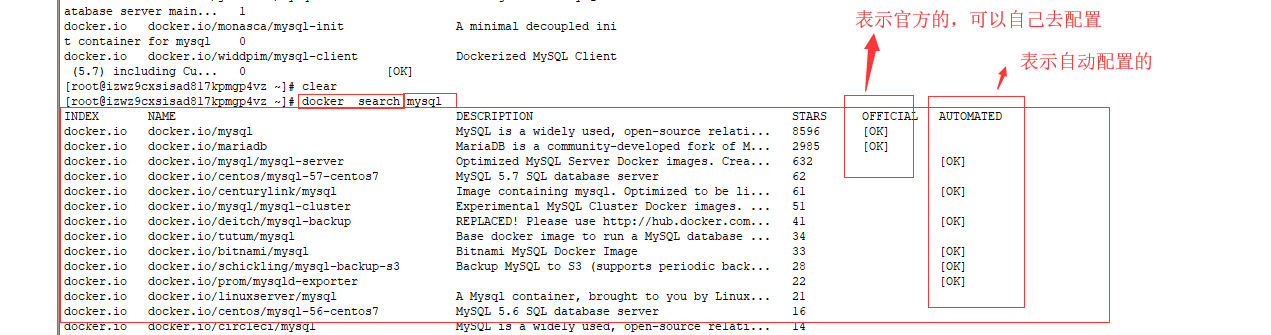 atabase server main...   1
docker.io   docker.io/monasca/mysql-init   A minimal decoupled ini
t container for mysql   0
docker.io   docker.io/widdpim/mysql-client   Dockerized MySQL Client
(5.7) including Cu...   0   [OK]
[root@izwz9cxsisad817kpmgp4vz ~]# clear
[root@izwz9cxsisad817kpmgp4vz ~]# docker  search mysql
表示官方的，可以自己去配置
表示自动配置的
INDEX   NAME   DESCRIPTION   STARS   OFFICIAL   AUTOMATED
docker.io   docker.io/mysql   MySQL is a widely used, open-source relati...   8596   [OK]
docker.io   docker.io/mariadb   MariaDB is a community-developed fork of M...   2985   [OK]
docker.io   docker.io/mysql/mysql-server   Optimized MySQL Server Docker images. Crea...   632   [OK]
docker.io   docker.io/centos/mysql-57-centos7   MySQL 5.7 SQL database server   62
docker.io   docker.io/centurylink/mysql   Image containing mysql. Optimized to be li...   61   [OK]
docker.io   docker.io/mysql/mysql-cluster   Experimental MySQL Cluster Docker images. ...   51
docker.io   docker.io/deitch/mysql-backup   REPLACED! Please use http://hub.docker.com...   41   [OK]
docker.io   docker.io/tutum/mysql   Base docker image to run a MySQL database ...   34
docker.io   docker.io/bitnami/mysql   Bitnami MySQL Docker Image   33   [OK]
docker.io   docker.io/schickling/mysql-backup-s3   Backup MySQL to S3 (supports periodic back...   28   [OK]
docker.io   docker.io/prom/mysqld-exporter   22   [OK]
docker.io   docker.io/linuxserver/mysql   A Mysql container, brought to you by Linux...   21
docker.io   docker.io/centos/mysql-56-centos7   MySQL 5.6 SQL database server   16
docker.io   docker.io/circleci/mysql   MySQL is a widely used, open-source relati...   14